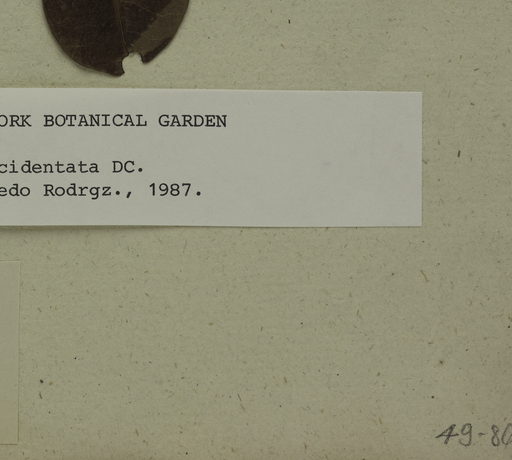 ORK BOTANICAL GARDEN
cidentata DC.
edo Rodrgz., 1987.
49-80